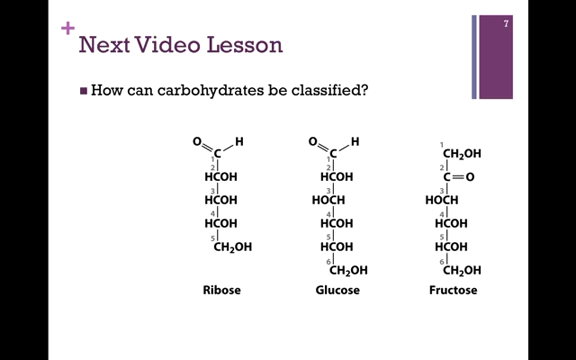 7
+
Next Video Lesson
■ How can carbohydrates be classified?
O H
C
1
2
HCOH
3
HCOH
4
HCOH
5
CH₂OH
Ribose
O H
C
1
2
HCOH
3
HOCH
4
HCOH
5
HCOH
6
CH₂OH
Glucose
1
CH₂OH
2
C=O
3
HOCH
4
HCOH
5
HCOH
6
CH₂OH
Fructose